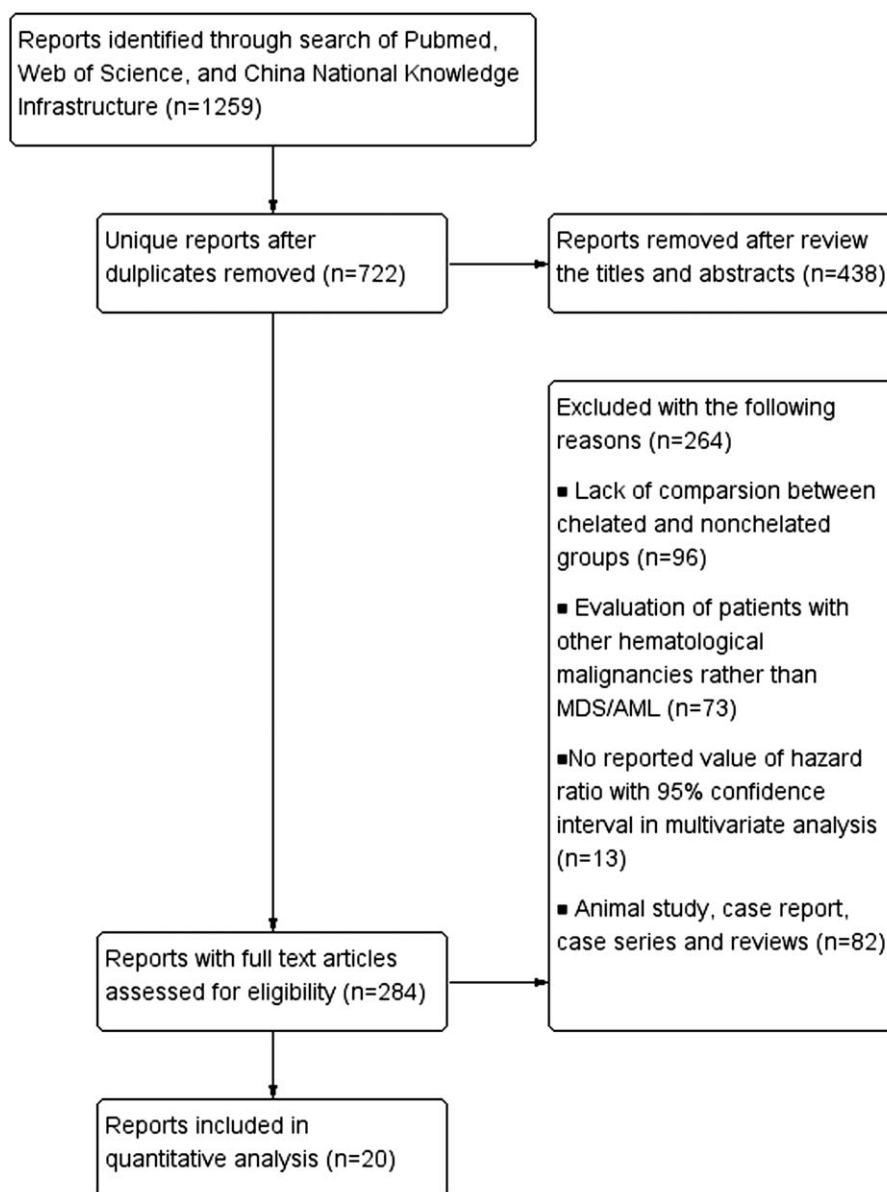 Reports identified through search of Pubmed,
Web of Science, and China National Knowledge
Infrastructure (n=1259)
Unique reports after
dulplicates removed (n=722)
Reports removed after review
the titles and abstracts (n=438)
Excluded with the following
reasons (n=264)
■ Lack of comparsion between
chelated and nonchelated
groups (n=96)
■ Evaluation of patients with
other hematological
malignancies rather than
MDS/AML (n=73)
■No reported value of hazard
ratio with 95% confidence
interval in multivariate analysis
(n=13)
■ Animal study, case report,
case series and reviews (n=82)
Reports with full text articles
assessed for eligibility (n=284)
Reports included in
quantitative analysis (n=20)